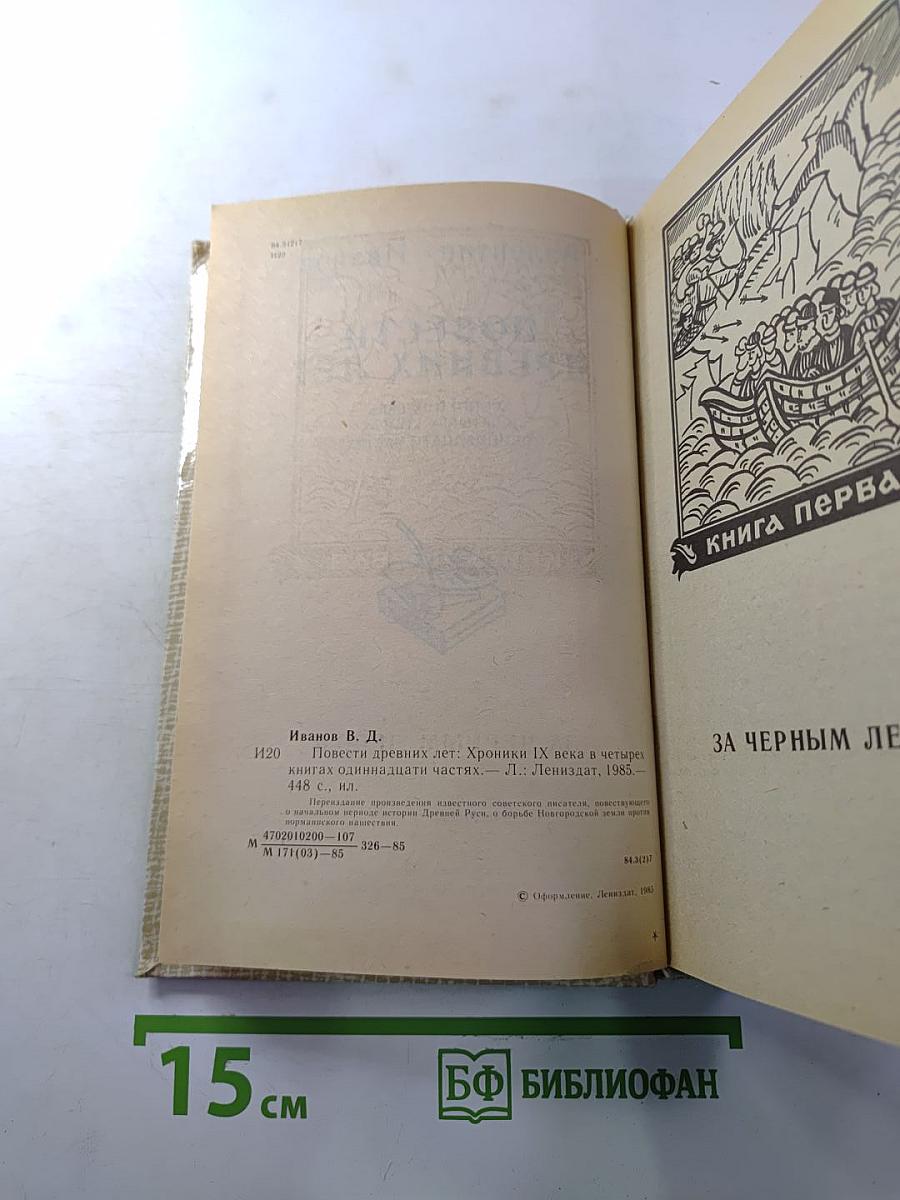 84.3(2)7
И20
Иванов В. Д.
И20 Повести древних лет: Хроники IX века в четырех
книгах одиннадцати частях.— Л.: Лениздат, 1985.—
448 с., ил.
Переиздание произведения известного советского писателя, повествующего
о начальном периоде истории Древней Руси, о борьбе Новгородской земли против
норманнского нашествия.
М 4702010200—107 326—85
М 171(03)—85
84.3(2)7
© Оформление, Лениздат, 1985
КНИГА ПЕРВА
ЗА ЧЕРНЫМ ЛЕ
15 см
БФ БИБЛИОФАН